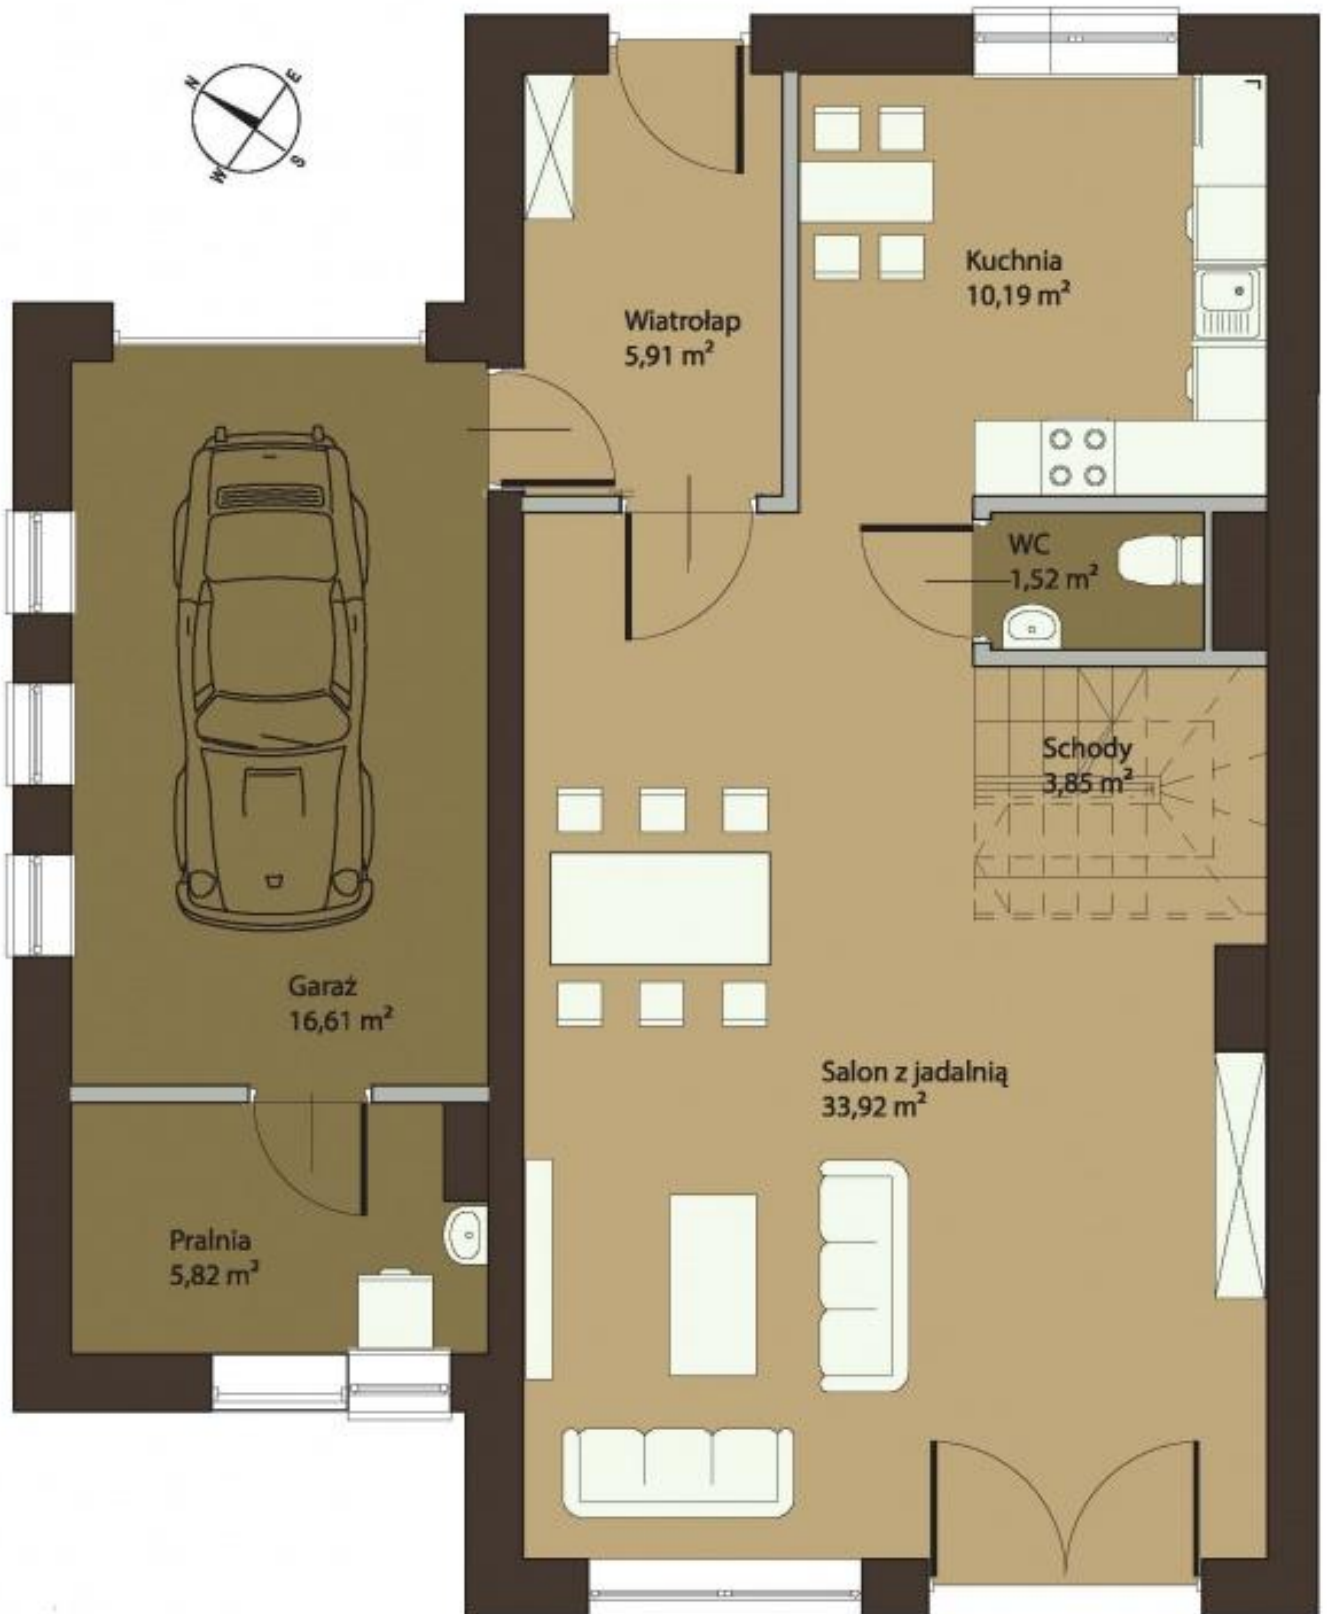 N
E
W
S
Kuchnia
10,19 m²
Wiatrołap
5,91 m²
WC
1,52 m²
Schody
3,85 m²
Garaż
16,61 m²
Salon z jadalnią
33,92 m²
Pralnia
5,82 m²